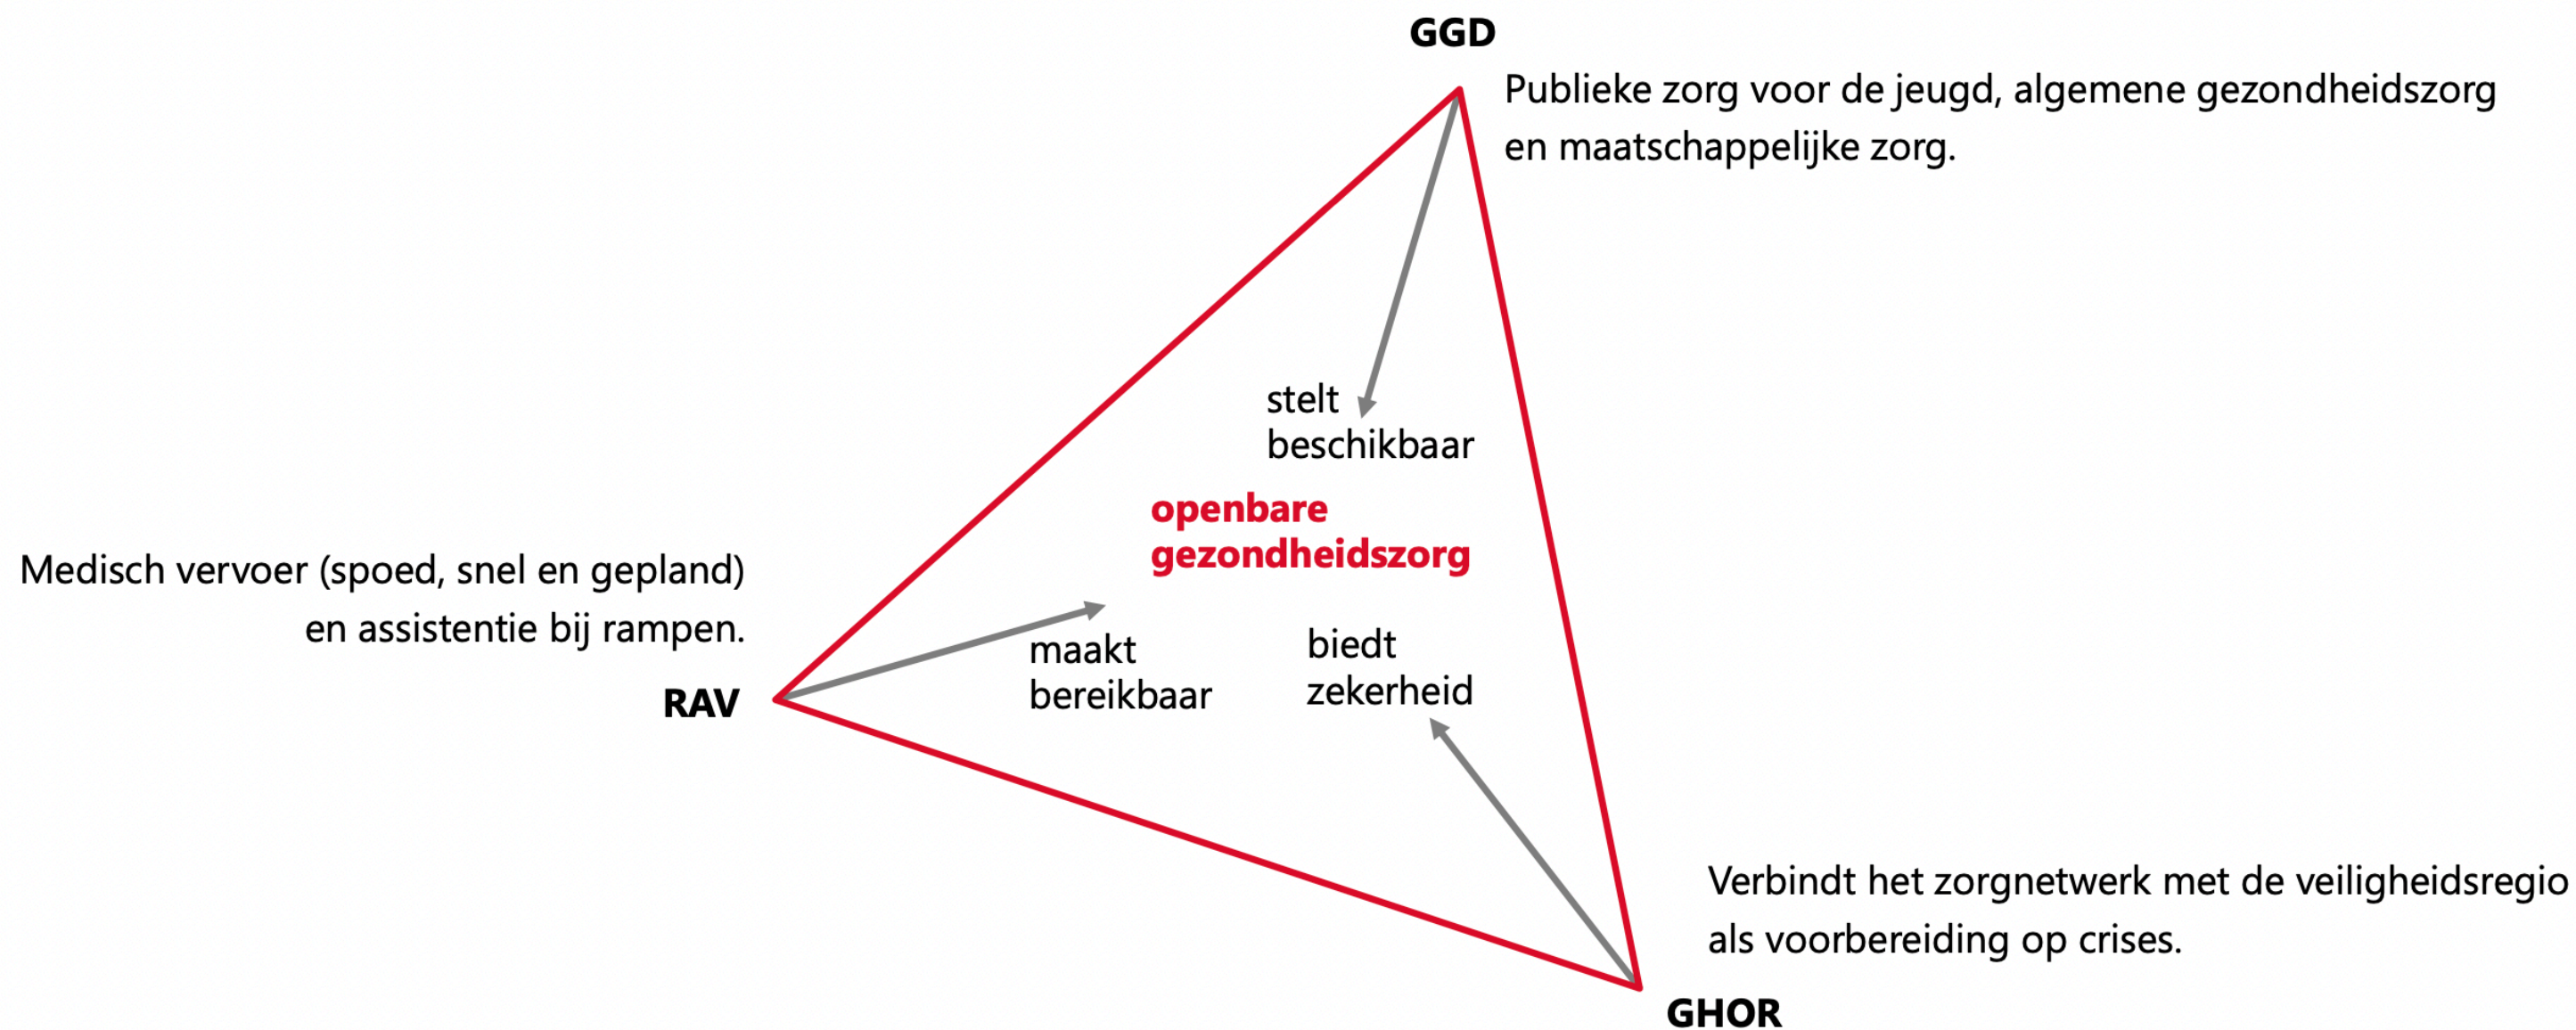 GGD
Publieke zorg voor de jeugd, algemene gezondheidszorg
en maatschappelijke zorg.
stelt
beschikbaar
openbare
gezondheidszorg
Medisch vervoer (spoed, snel en gepland)
en assistentie bij rampen.
RAV
maakt
bereikbaar
biedt
zekerheid
Verbindt het zorgnetwerk met de veiligheidsregio
als voorbereiding op crises.
GHOR